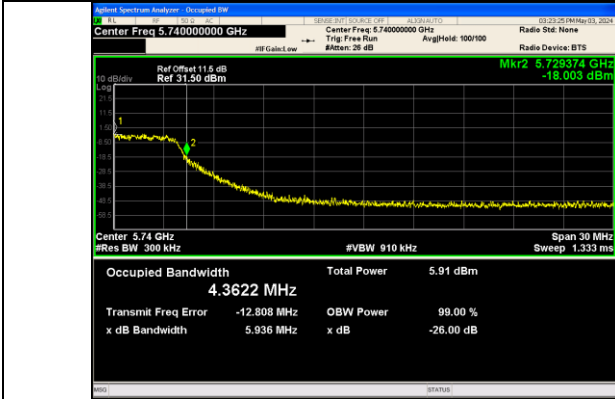 Agilent Spectrum Analyzer - Occupied BW
RL RF 50 Ω AC SENSE:INT SOURCE OFF ALIGNAUTO 03:23:25 PM May 03, 2024
Center Freq 5.740000000 GHz Center Freq: 5.740000000 GHz Radio Std: None
Trig: Free Run Avg|Hold: 100/100
#IFGain:Low #Atten: 26 dB Radio Device: BTS
Ref Offset 11.5 dB Mkr2 5.729374 GHz
10 dB/div Ref 31.50 dBm -18.003 dBm
Log
21.5
11.5
1
1.50
-8.50
2
-18.5
-28.5
-38.5
-48.5
-58.5
Center 5.74 GHz Span 30 MHz
#Res BW 300 kHz #VBW 910 kHz Sweep 1.333 ms
Occupied Bandwidth Total Power 5.91 dBm
4.3622 MHz
Transmit Freq Error -12.808 MHz OBW Power 99.00 %
x dB Bandwidth 5.936 MHz x dB -26.00 dB
MSG STATUS